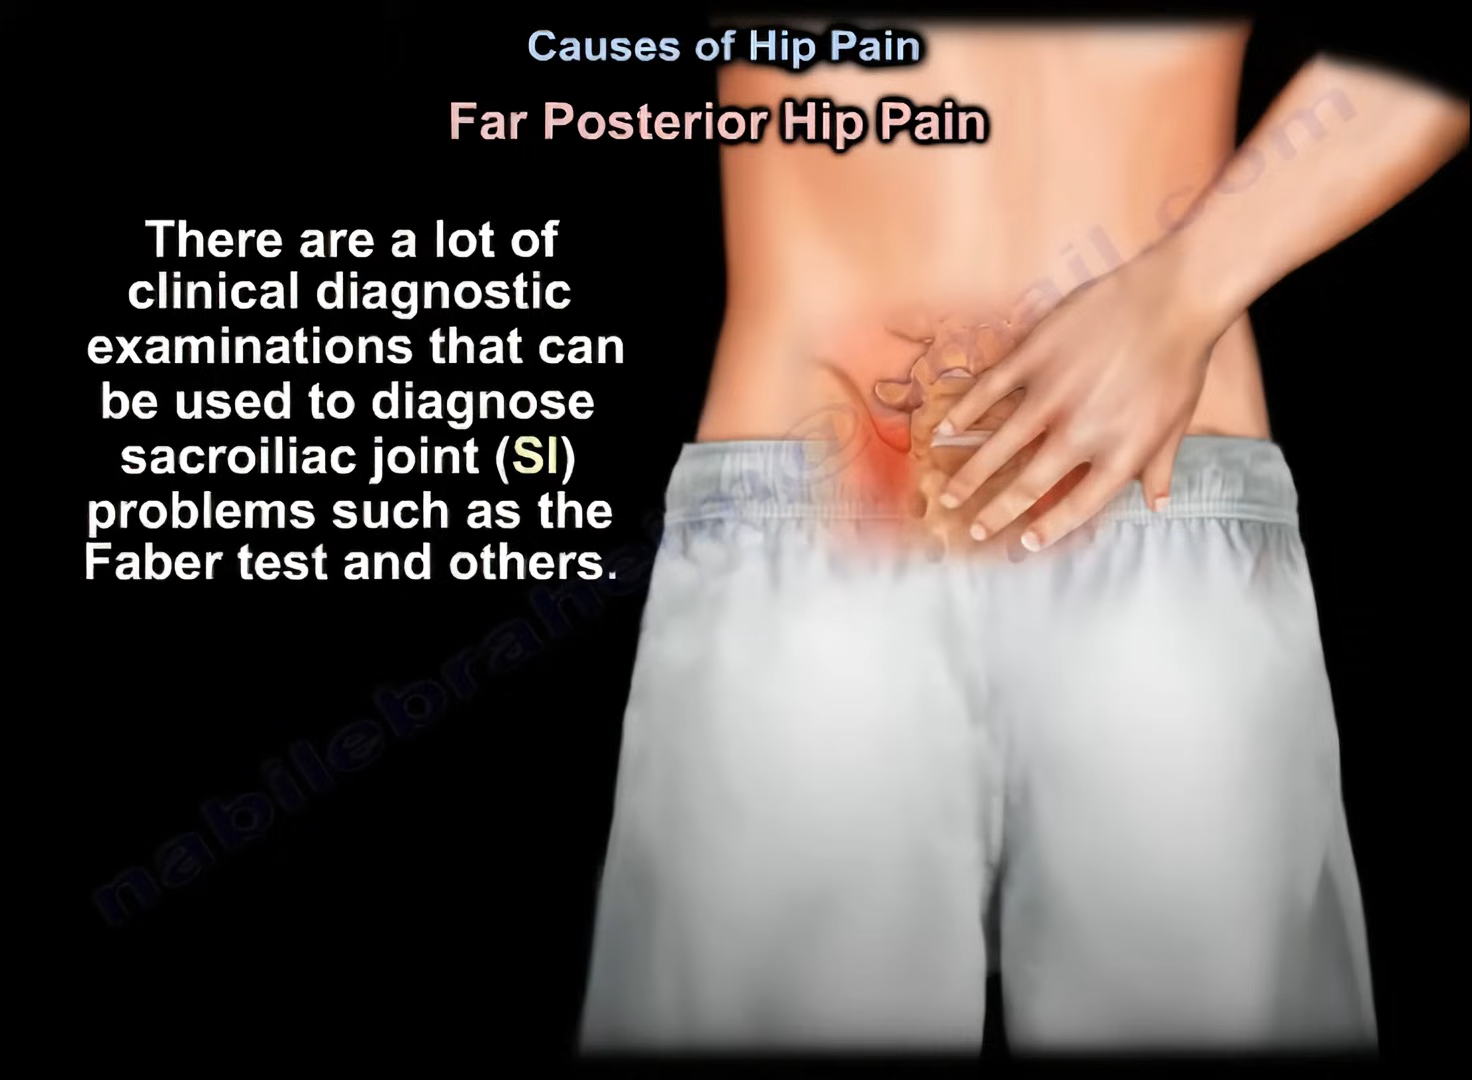 Causes of Hip Pain
Far Posterior Hip Pain
There are a lot of
clinical diagnostic
examinations that can
be used to diagnose
sacroiliac joint (SI)
problems such as the
Faber test and others.